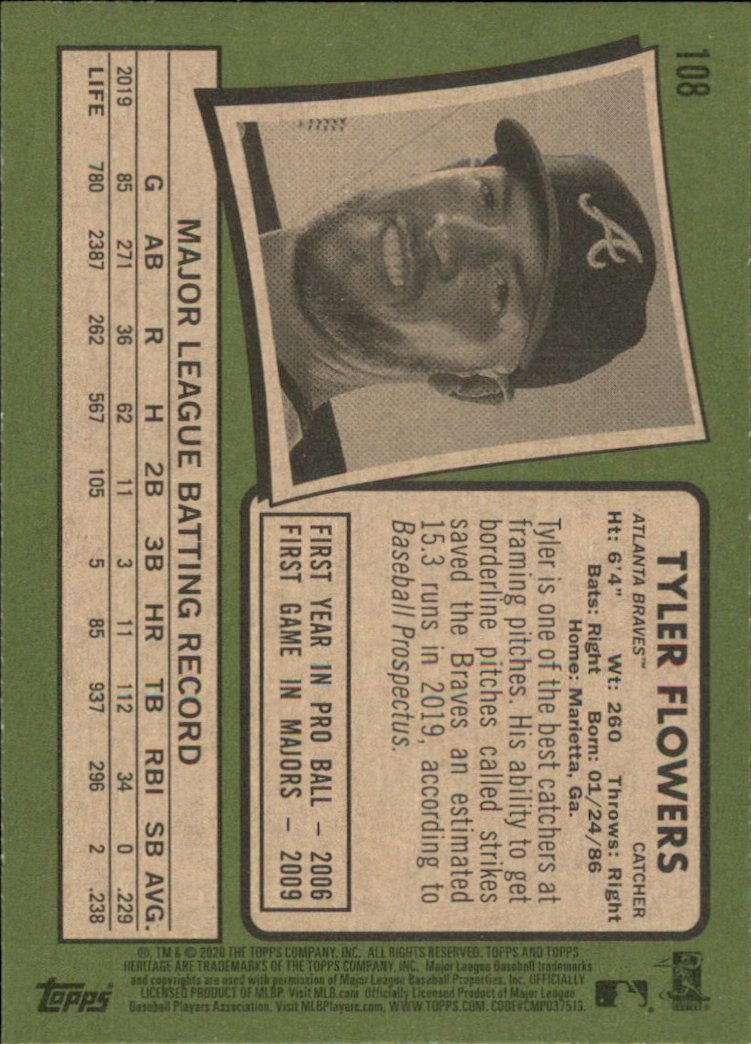 108
TYLER FLOWERS
ATLANTA BRAVES™ CATCHER
Ht: 6'4" Wt: 260 Throws: Right
Bats: Right Born: 01/24/86
Home: Marietta, Ga.
Tyler is one of the best catchers at
framing pitches. His ability to get
borderline pitches called strikes
saved the Braves an estimated
15.3 runs in 2019, according to
Baseball Prospectus.
FIRST YEAR IN PRO BALL – 2006
FIRST GAME IN MAJORS – 2009
MAJOR LEAGUE BATTING RECORD
G AB R H 2B 3B HR TB RBI SB AVG.
2019 85 271 36 62 11 3 11 112 34 0 .229
LIFE 780 2387 262 567 105 5 85 937 296 2 .238
®, TM & © 2020 THE TOPPS COMPANY, INC. ALL RIGHTS RESERVED. TOPPS AND TOPPS
HERITAGE ARE TRADEMARKS OF THE TOPPS COMPANY, INC. Major League Baseball trademarks
and copyrights are used with permission of Major League Baseball Properties, Inc. OFFICIALLY
LICENSED PRODUCT OF MLBP. Visit MLB.com Officially Licensed Product of Major League
Baseball Players Association. Visit MLBPlayers.com. WWW.TOPPS.COM. CODE#CMP037513.
topps